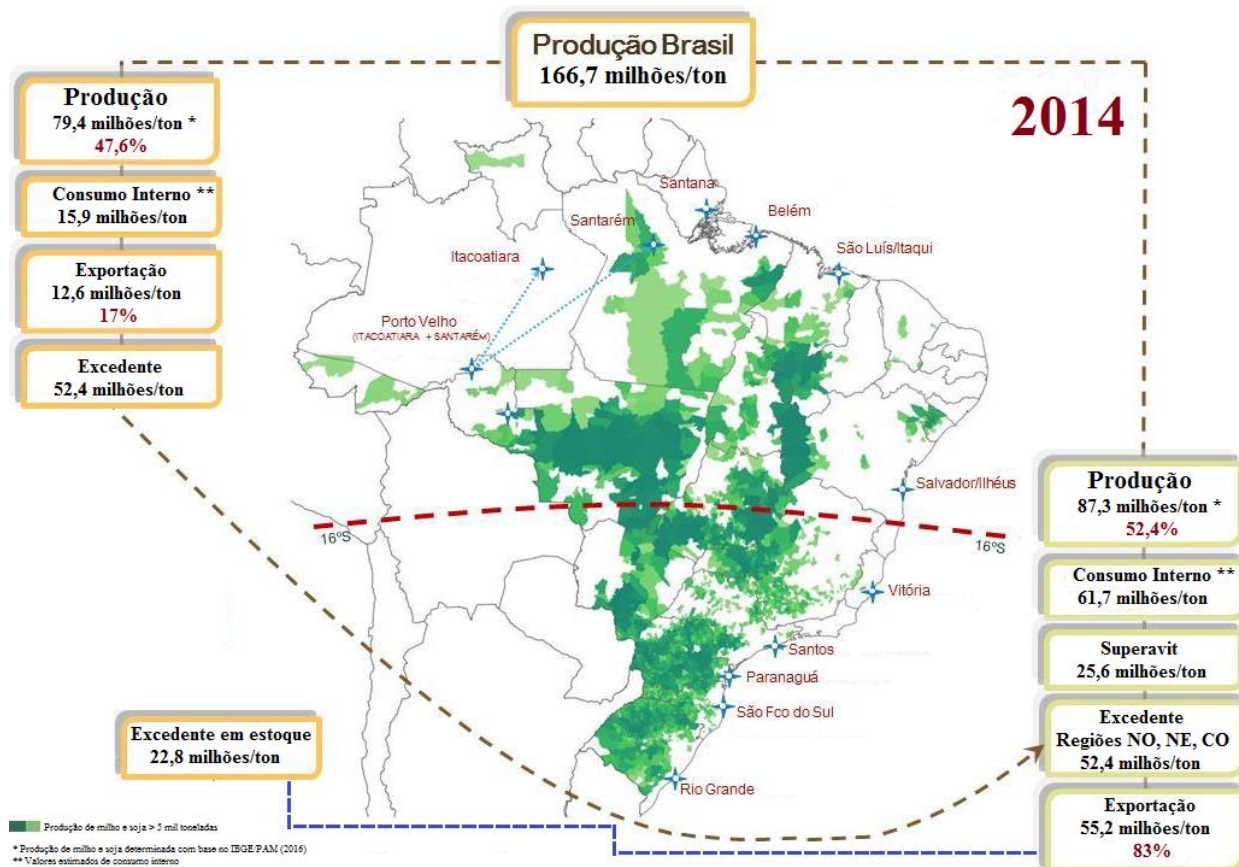 Produção Brasil
166,7 milhões/ton
2014
Produção
79,4 milhões/ton *
47,6%
Consumo Interno **
15,9 milhões/ton
Exportação
12,6 milhões/ton
17%
Excedente
52,4 milhões/ton
Santana
Belém
Santarém
São Luís/Itaqui
Itacoatiara
Porto Velho
(ITACOATIARA + SANTARÉM)
Salvador/Ilhéus
16ºS
16ºS
Vitória
Santos
Paranaguá
São Fco do Sul
Rio Grande
Produção
87,3 milhões/ton *
52,4%
Consumo Interno **
61,7 milhões/ton
Superavit
25,6 milhões/ton
Excedente
Regiões NO, NE, CO
52,4 milhõs/ton
Exportação
55,2 milhões/ton
83%
Excedente em estoque
22,8 milhões/ton
Produção de milho e soja > 5 mil toneladas
* Produção de milho e soja determinada com base no IBGE/PAM (2016)
** Valores estimados de consumo interno